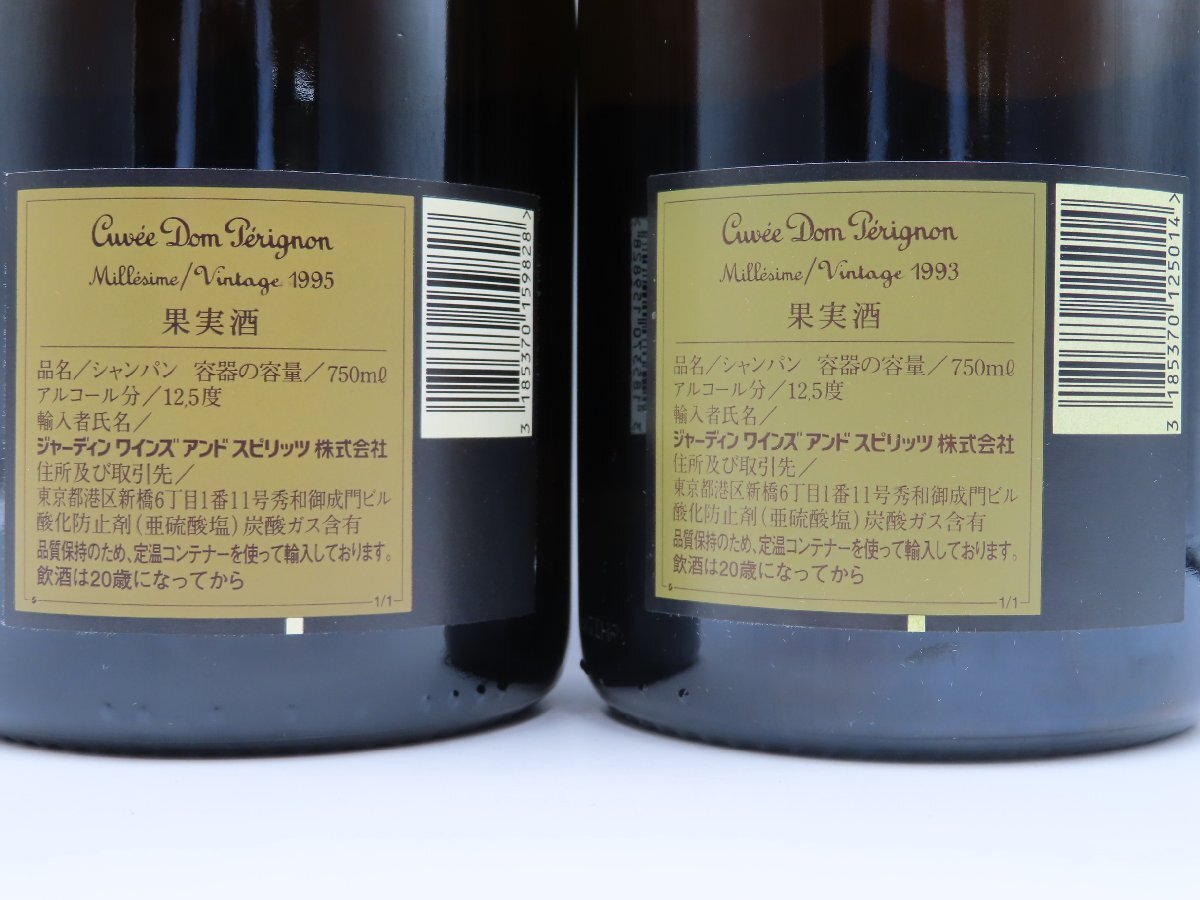 Cuvée Dom Pérignon
Millésime/Vintage 1995
果実酒
品名／シャンパン 容器の容量／750mℓ
アルコール分／12,5度
輸入者氏名／
ジャーディン ワインズ アンド スピリッツ 株式会社
住所及び取引先／
東京都港区新橋6丁目1番11号秀和御成門ビル
酸化防止剤（亜硫酸塩）炭酸ガス含有
品質保持のため、定温コンテナーを使って輸入しております。
飲酒は20歳になってから
1/1
3 185370 159828>
Cuvée Dom Pérignon
Millésime/Vintage 1993
果実酒
品名／シャンパン 容器の容量／750mℓ
アルコール分／12,5度
輸入者氏名／
ジャーディン ワインズ アンド スピリッツ 株式会社
住所及び取引先／
東京都港区新橋6丁目1番11号秀和御成門ビル
酸化防止剤（亜硫酸塩）炭酸ガス含有
品質保持のため、定温コンテナーを使って輸入しております。
飲酒は20歳になってから
1/1
3 185370 125014>